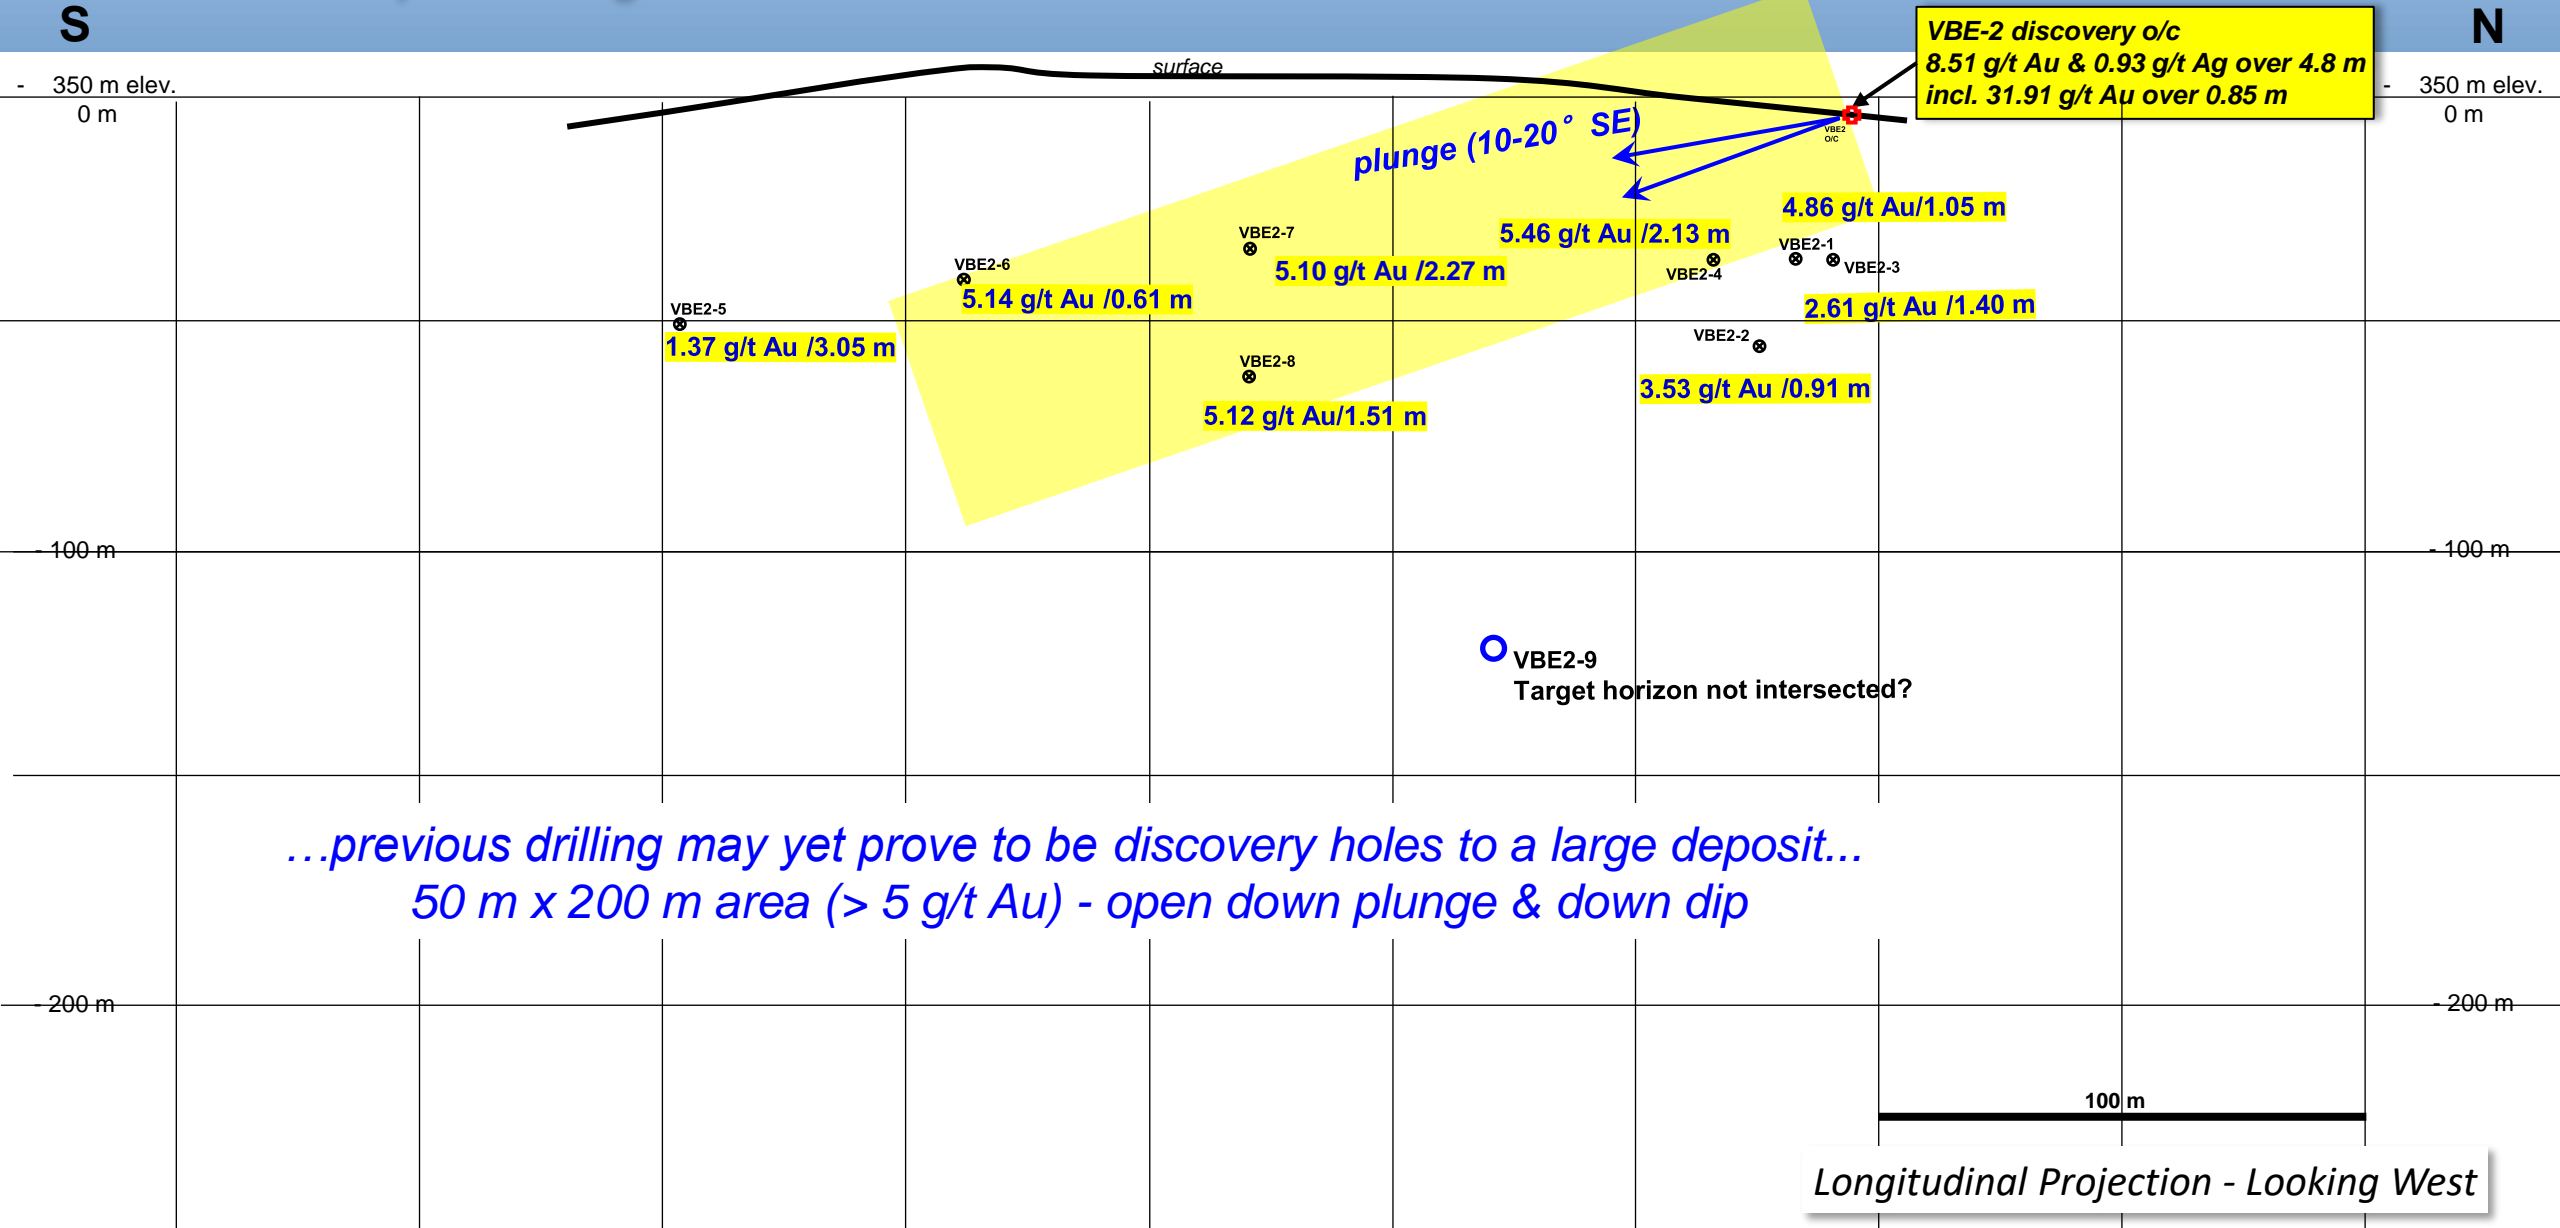 S
N
VBE-2 discovery o/c
8.51 g/t Au & 0.93 g/t Ag over 4.8 m
incl. 31.91 g/t Au over 0.85 m
surface
- 350 m elev.
0 m
- 350 m elev.
0 m
plunge (10-20° SE)
VBE2
O/C
4.86 g/t Au/1.05 m
5.46 g/t Au /2.13 m
VBE2-7
VBE2-1
VBE2-6
5.10 g/t Au /2.27 m
VBE2-4
VBE2-3
5.14 g/t Au /0.61 m
VBE2-5
2.61 g/t Au /1.40 m
1.37 g/t Au /3.05 m
VBE2-2
VBE2-8
3.53 g/t Au /0.91 m
5.12 g/t Au/1.51 m
- 100 m
- 100 m
VBE2-9
Target horizon not intersected?
...previous drilling may yet prove to be discovery holes to a large deposit...
50 m x 200 m area (> 5 g/t Au) - open down plunge & down dip
- 200 m
- 200 m
100 m
Longitudinal Projection - Looking West